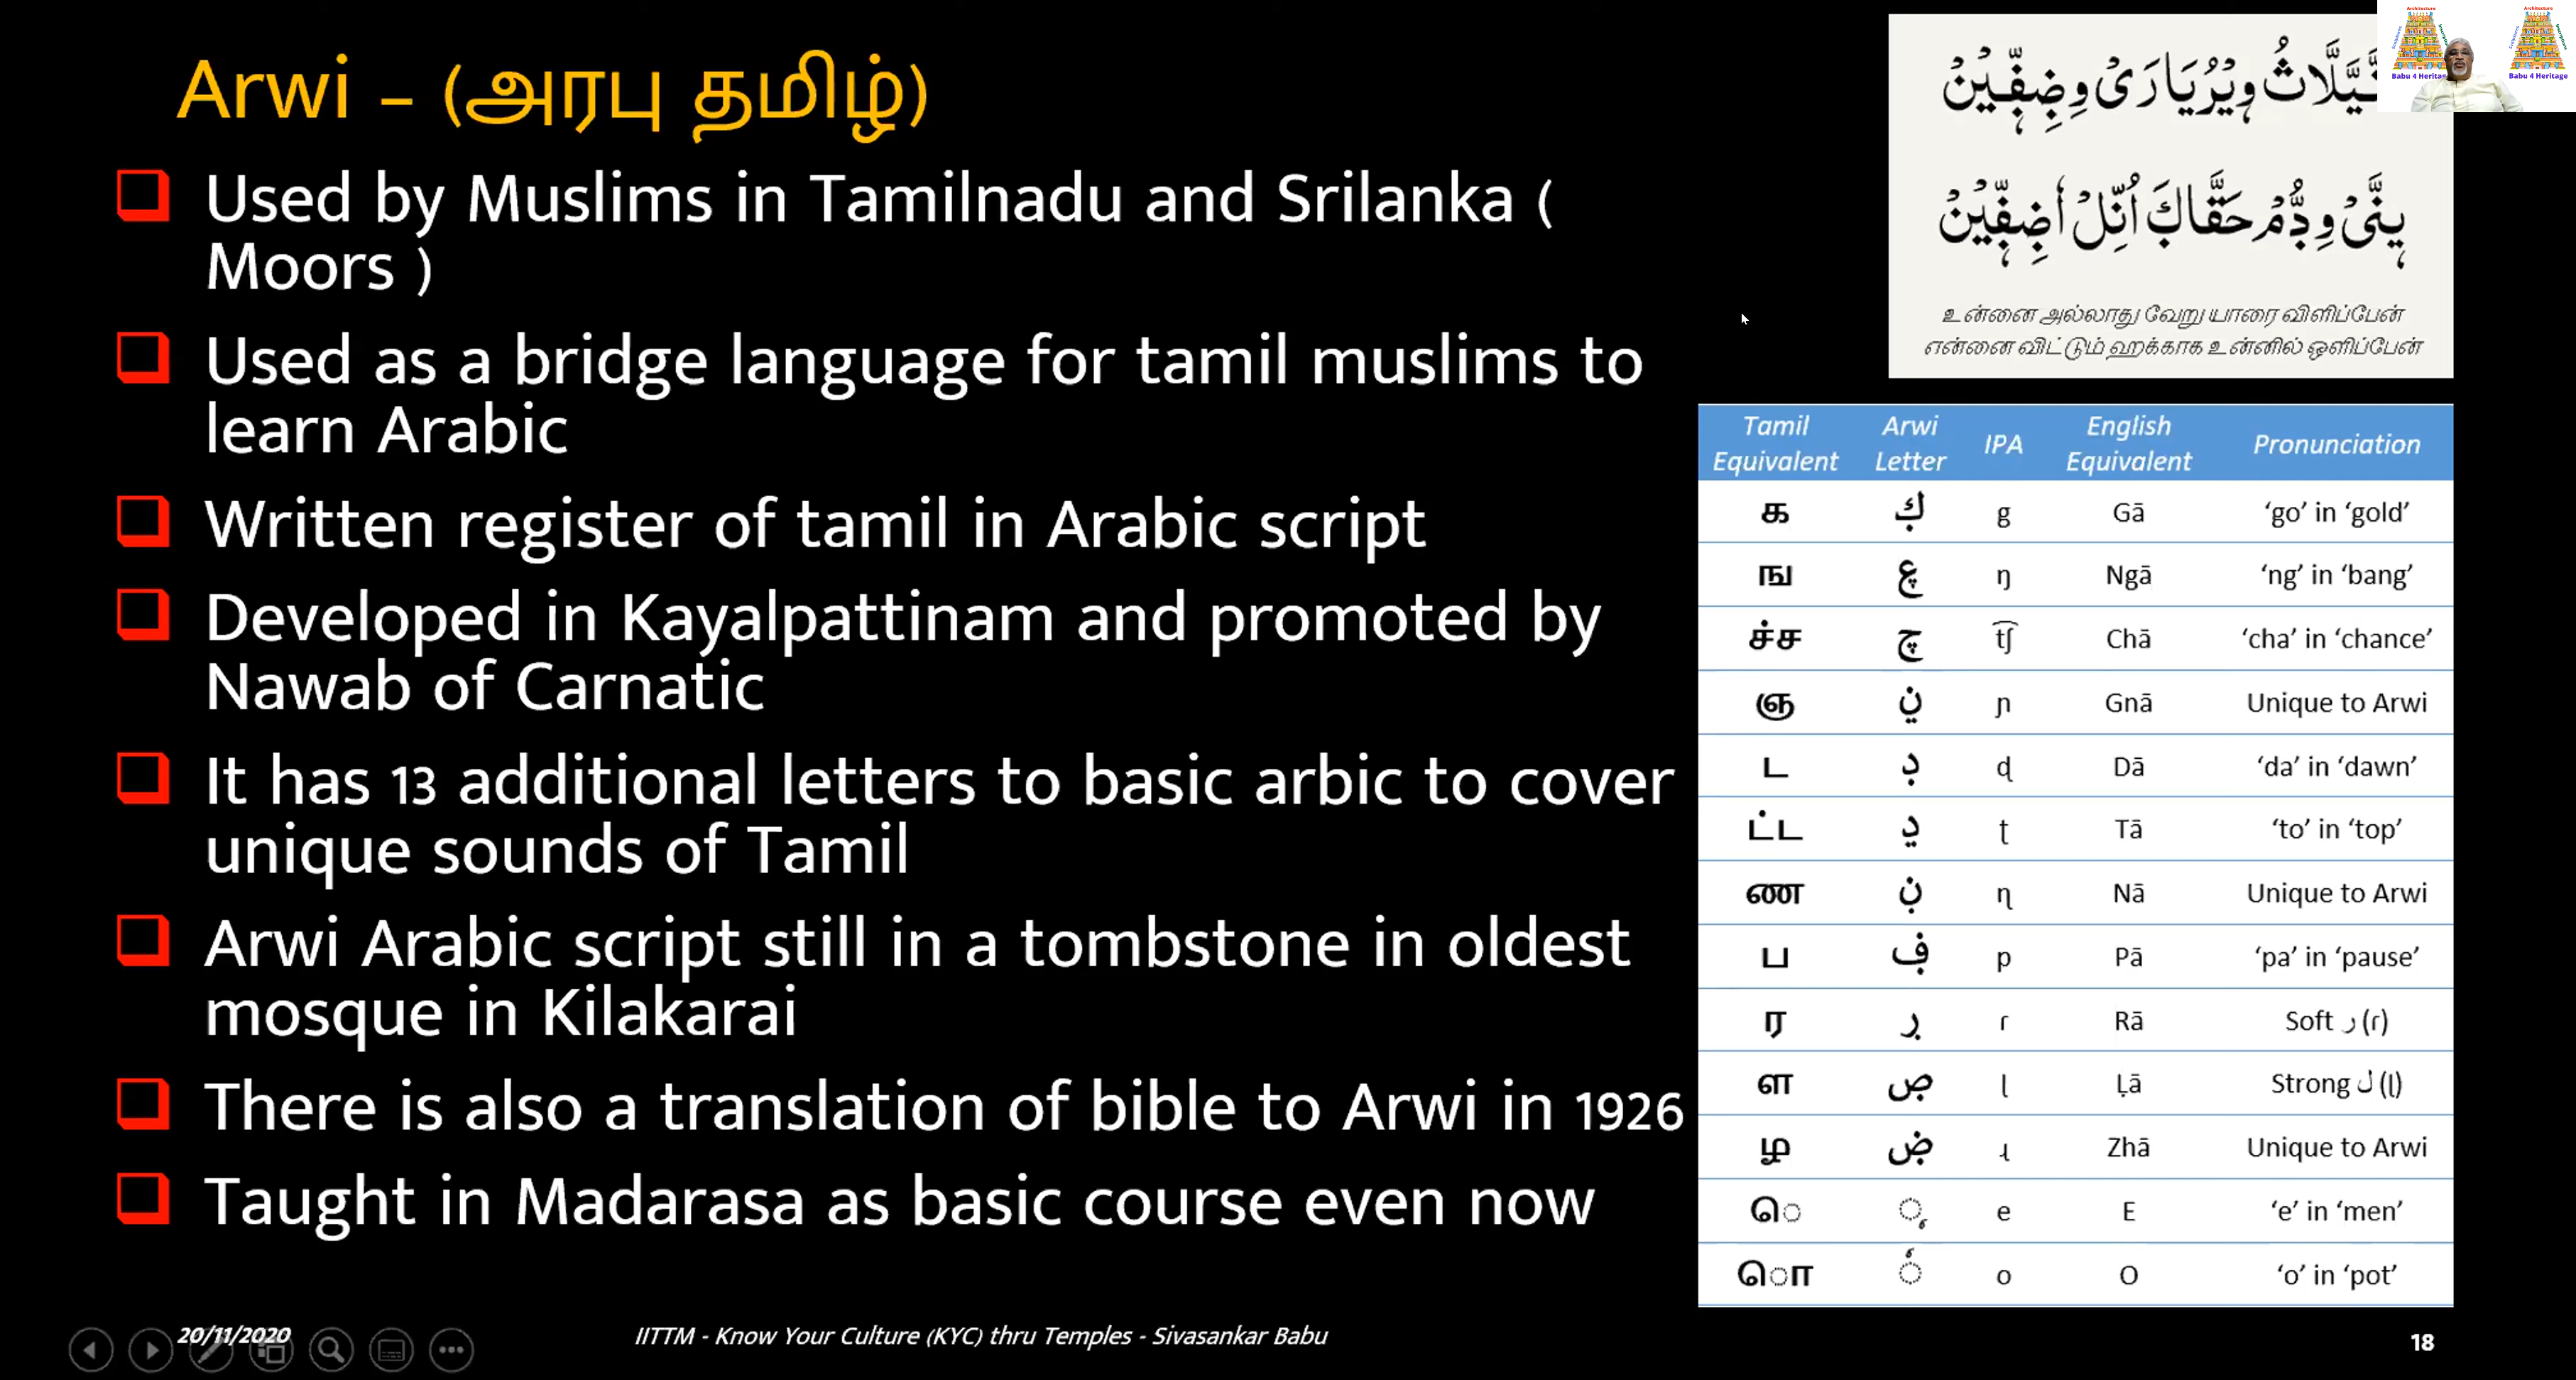 Arwi – (அரபு தமிழ்)
Used by Muslims in Tamilnadu and Srilanka (
Moors )
Used as a bridge language for tamil muslims to
learn Arabic
Written register of tamil in Arabic script
Developed in Kayalpattinam and promoted by
Nawab of Carnatic
It has 13 additional letters to basic arbic to cover
unique sounds of Tamil
Arwi Arabic script still in a tombstone in oldest
mosque in Kilakarai
There is also a translation of bible to Arwi in 1926
Taught in Madarasa as basic course even now
உன்னை அல்லாது வேறு யாரை விளிப்பேன்
என்னை விட்டும் ஹக்காக உன்னில் ஒளிப்பேன்
Babu 4 Heritage
Tamil Equivalent Arwi Letter IPA English Equivalent Pronunciation
க ࢴ g Gā ‘go’ in ‘gold’
ங ŋ Ngā ‘ng’ in ‘bang’
ச்ச چ t͡ʃ Chā ‘cha’ in ‘chance’
ஞ ɲ Gnā Unique to Arwi
ட ڊ ɖ Dā ‘da’ in ‘dawn’
ட்ட ʈ Tā ‘to’ in ‘top’
ண ڹ ɳ Nā Unique to Arwi
ப ڣ p Pā ‘pa’ in ‘pause’
ர ڔ ɾ Rā Soft ر (ɾ)
ள ɭ Ḷā Strong ل (ɭ)
ழ ɻ Zhā Unique to Arwi
ெ e E ‘e’ in ‘men’
ொ o O ‘o’ in ‘pot’
20/11/2020
IITTM - Know Your Culture (KYC) thru Temples - Sivasankar Babu
18